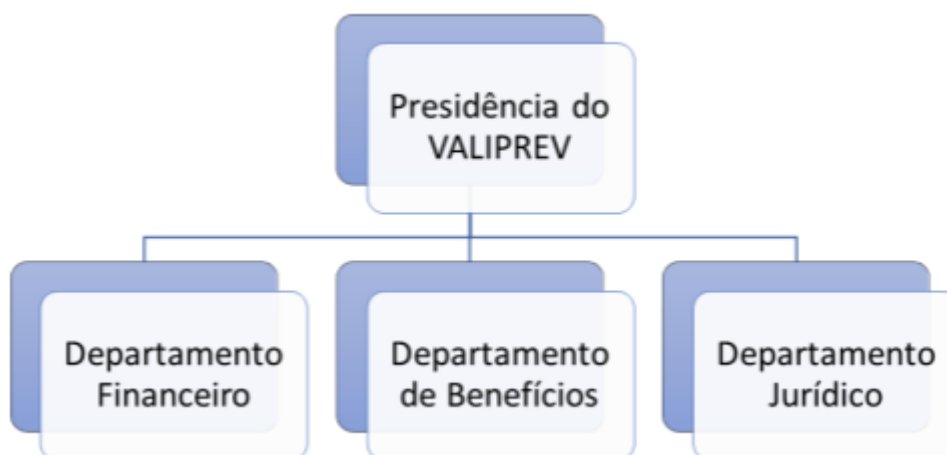 Presidência do
VALIPREV
Departamento
Financeiro
Departamento
de Benefícios
Departamento
Jurídico